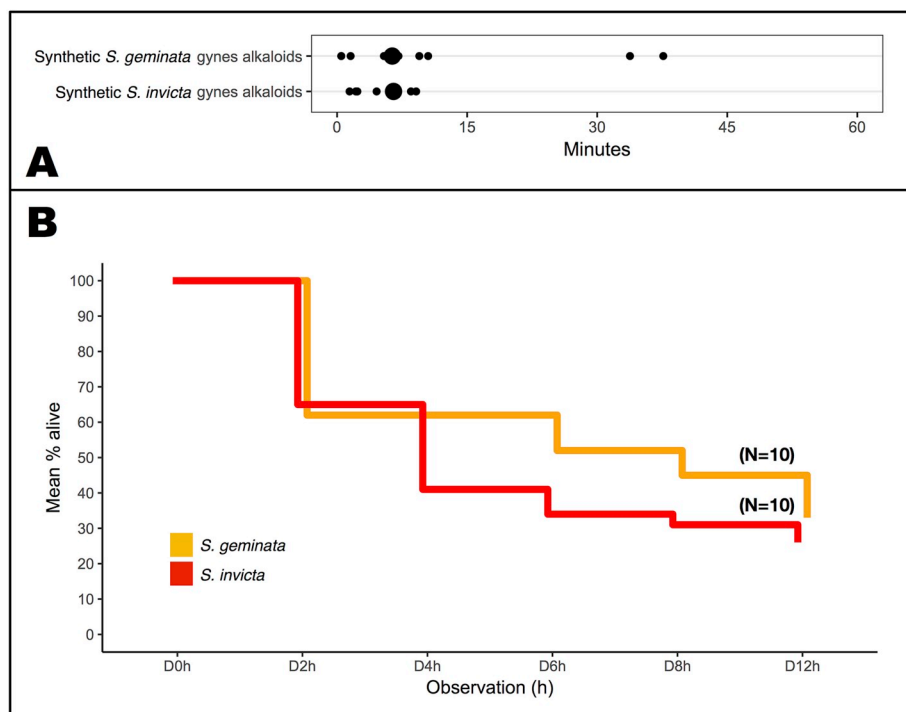 Synthetic S. geminata gynes alkaloids
Synthetic S. invicta gynes alkaloids
0 15 30 45 60
Minutes
A
B
Mean % alive
100
90
80
70
60
50
40
30
20
10
0
(N=10)
(N=10)
S. geminata
S. invicta
D0h D2h D4h D6h D8h D12h
Observation (h)